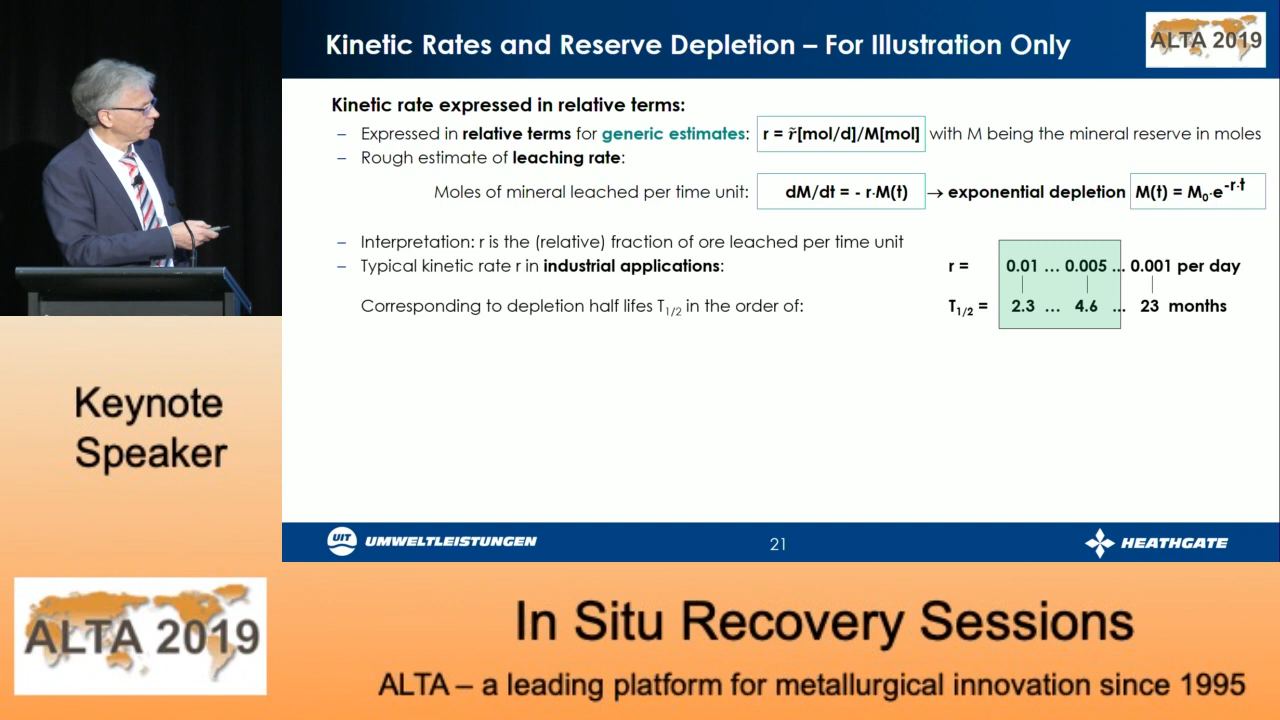 Kinetic Rates and Reserve Depletion – For Illustration Only
ALTA 2019
Kinetic rate expressed in relative terms:
– Expressed in relative terms for generic estimates: r = r̃[mol/d]/M[mol] with M being the mineral reserve in moles
– Rough estimate of leaching rate:
Moles of mineral leached per time unit: dM/dt = - r·M(t) → exponential depletion M(t) = M₀·e^-r·t
– Interpretation: r is the (relative) fraction of ore leached per time unit
– Typical kinetic rate r in industrial applications: r = 0.01 ... 0.005 ... 0.001 per day
Corresponding to depletion half lifes T1/2 in the order of: T1/2 = 2.3 ... 4.6 ... 23 months
Keynote
Speaker
UIT UMWELTLEISTUNGEN
21
HEATHGATE
ALTA 2019
In Situ Recovery Sessions
ALTA – a leading platform for metallurgical innovation since 1995